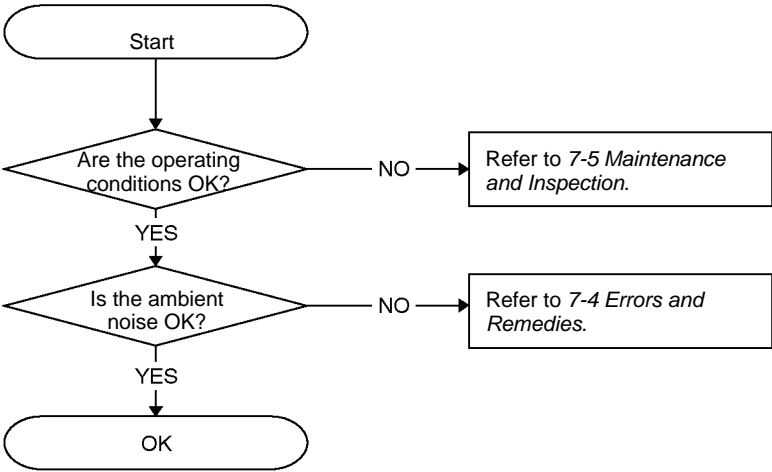 Start
Are the operating
conditions OK?
NO
Refer to 7-5 Maintenance
and Inspection.
YES
Is the ambient
noise OK?
NO
Refer to 7-4 Errors and
Remedies.
YES
OK